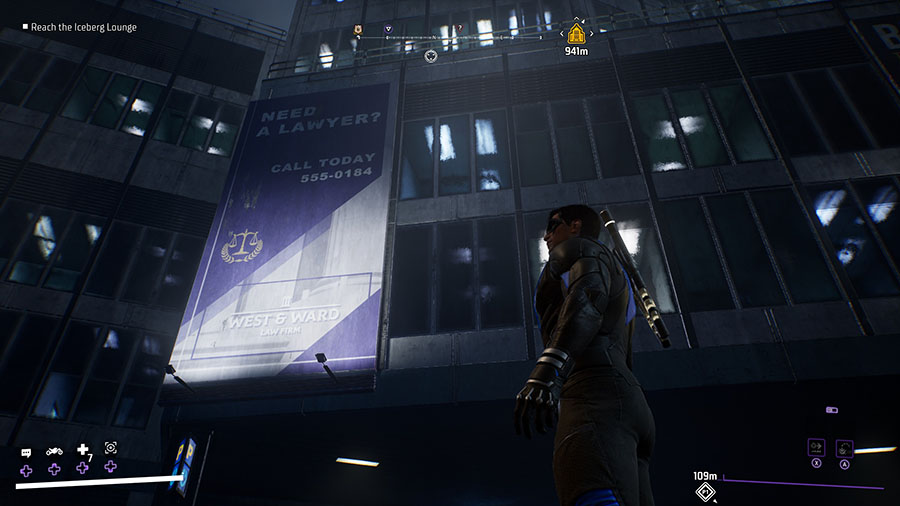 Reach the Iceberg Lounge
941m
NEED
A LAWYER?
CALL TODAY
555-0184
WEST & WARD
LAW FIRM
7
109m
X
A